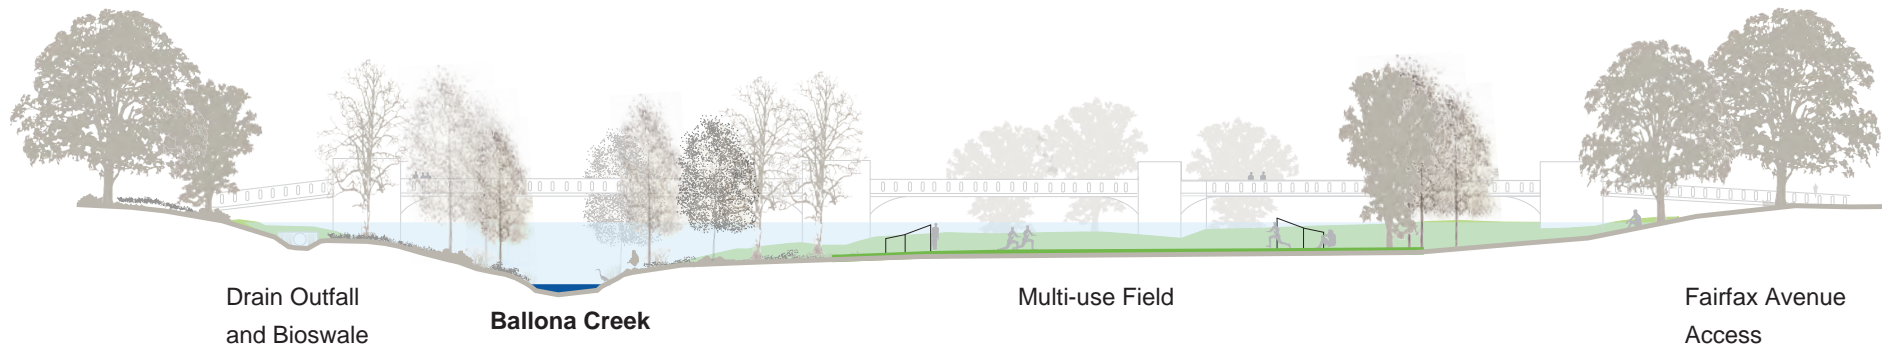 Drain Outfall
and Bioswale
Ballona Creek
Multi-use Field
Fairfax Avenue
Access